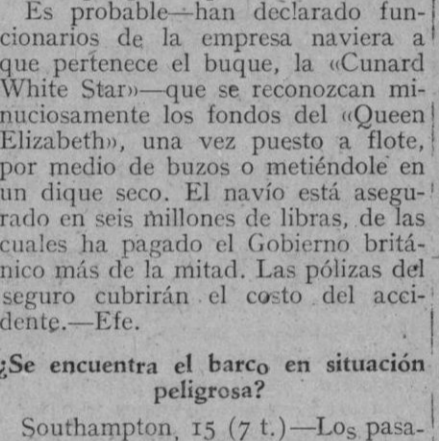 Es probable—han declarado fun-
cionarios de la empresa naviera a
que pertenece el buque, la «Cunard
White Star»—que se reconozcan mi-
nuciosamente los fondos del «Queen
Elizabeth», una vez puesto a flote,
por medio de buzos o metiéndole en
un dique seco. El navío está asegu-
rado en seis millones de libras, de las
cuales ha pagado el Gobierno britá-
nico más de la mitad. Las pólizas del
seguro cubrirán el costo del acci-
dente.—Efe.
¿Se encuentra el barco en situación
peligrosa?
Southampton, 15 (7 t.)—Los pasa-